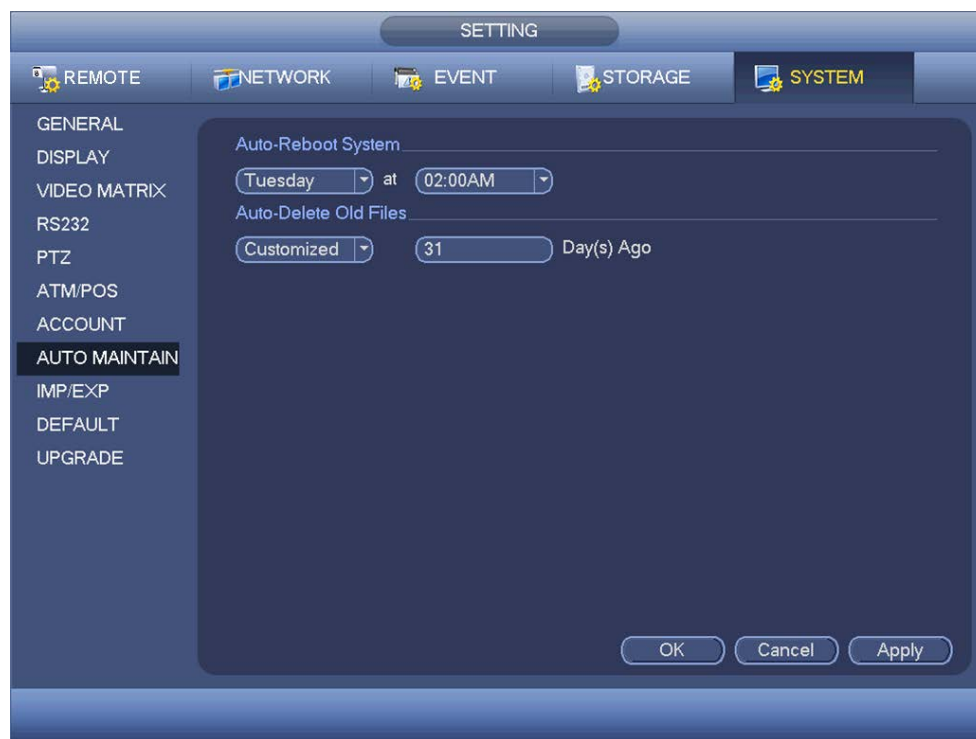 SETTING
REMOTE NETWORK EVENT STORAGE SYSTEM
GENERAL
DISPLAY
VIDEO MATRIX
RS232
PTZ
ATM/POS
ACCOUNT
AUTO MAINTAIN
IMP/EXP
DEFAULT
UPGRADE
Auto-Reboot System
Tuesday at 02:00AM
Auto-Delete Old Files
Customized 31 Day(s) Ago
OK Cancel Apply